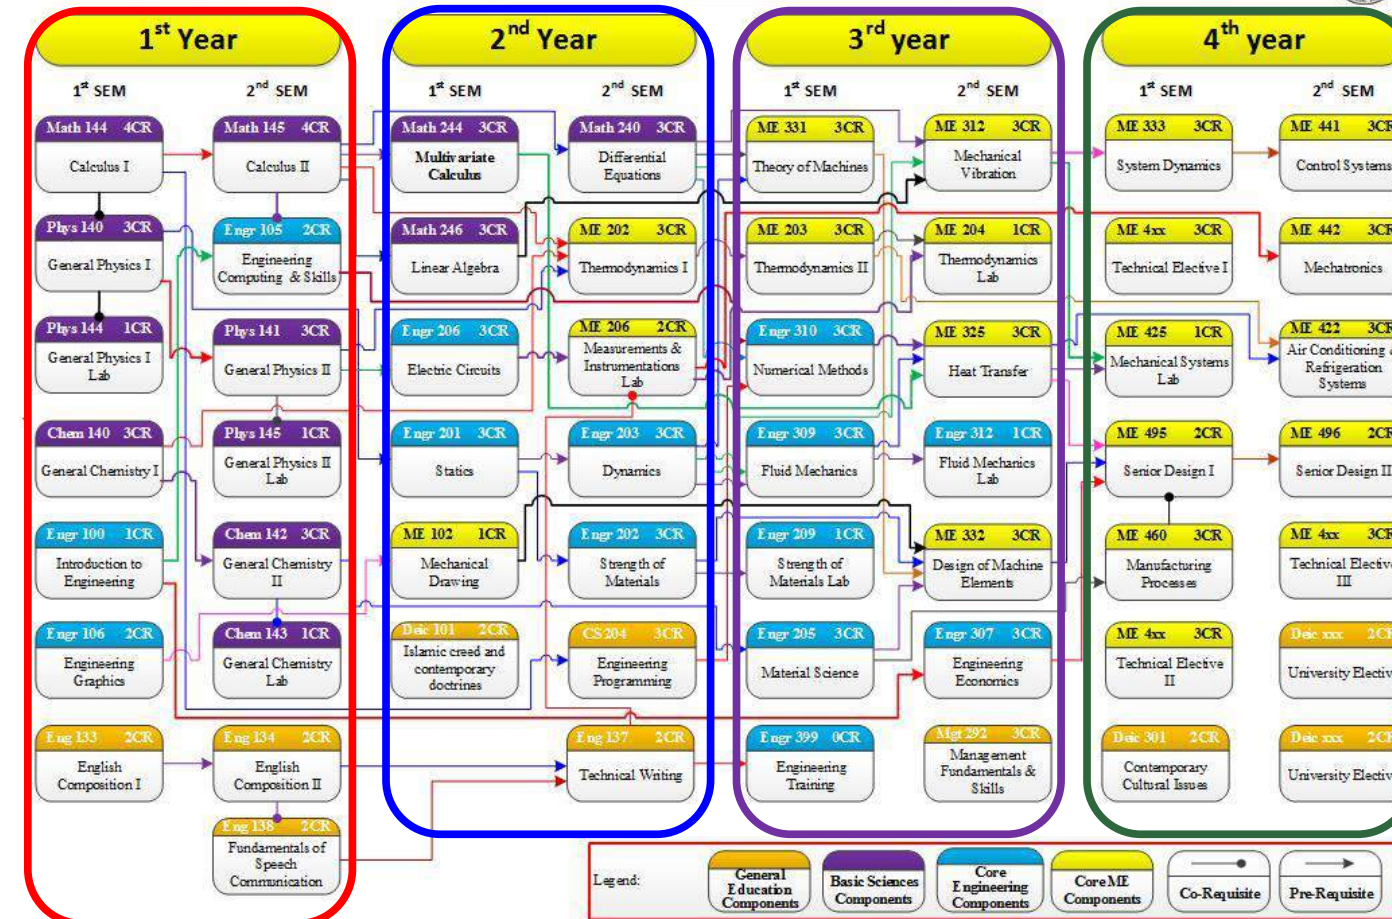 1st Year
2nd Year
3rd year
4th year
1st SEM
2nd SEM
1st SEM
2nd SEM
1st SEM
2nd SEM
1st SEM
2nd SEM
Math 144 4CR
Calculus I
Math 145 4CR
Calculus II
Math 244 3CR
Multivariate
Calculus
Math 240 3CR
Differential
Equations
ME 331 3CR
Theory of Machines
ME 312 3CR
Mechanical
Vibration
ME 333 3CR
System Dynamics
ME 441 3CR
Control Systems
Phys 140 3CR
General Physics I
Engr 105 2CR
Engineering
Computing & Skills
Math 246 3CR
Linear Algebra
ME 202 3CR
Thermodynamics I
ME 203 3CR
Thermodynamics II
ME 204 1CR
Thermodynamics
Lab
ME 4xx 3CR
Technical Elective I
ME 442 3CR
Mechatronics
Phys 144 1CR
General Physics I
Lab
Phys 141 3CR
General Physics II
Engr 206 3CR
Electric Circuits
ME 206 2CR
Measurements &
Instrumentations
Lab
Engr 310 3CR
Numerical Methods
ME 325 3CR
Heat Transfer
ME 425 1CR
Mechanical Systems
Lab
ME 422 3CR
Air Conditioning &
Refrigeration
Systems
Chem 140 3CR
General Chemistry I
Phys 145 1CR
General Physics II
Lab
Engr 201 3CR
Statics
Engr 203 3CR
Dynamics
Engr 309 3CR
Fluid Mechanics
Engr 312 1CR
Fluid Mechanics
Lab
ME 495 2CR
Senior Design I
ME 496 2CR
Senior Design II
Engr 100 1CR
Introduction to
Engineering
Chem 142 3CR
General Chemistry
II
ME 102 1CR
Mechanical
Drawing
Engr 202 3CR
Strength of
Materials
Engr 209 1CR
Strength of
Materials Lab
ME 332 3CR
Design of Machine
Elements
ME 460 3CR
Manufacturing
Processes
ME 4xx 3CR
Technical Elective
III
Engr 106 2CR
Engineering
Graphics
Chem 143 1CR
General Chemistry
Lab
Deic 101 2CR
Islamic creed and
contemporary
doctrines
CS 204 3CR
Engineering
Programming
Engr 205 3CR
Material Science
Engr 307 3CR
Engineering
Economics
ME 4xx 3CR
Technical Elective
II
Deic xxx 2CR
University Elective
Eng 133 2CR
English
Composition I
Eng 134 2CR
English
Composition II
Eng 137 2CR
Technical Writing
Engr 399 0CR
Engineering
Training
Mgt 292 3CR
Management
Fundamentals &
Skills
Deic 301 2CR
Contemporary
Cultural Issues
Deic xxx 2CR
University Elective
Eng 138 2CR
Fundamentals of
Speech
Communication
Legend:
General
Education
Components
Basic Sciences
Components
Core
Engineering
Components
Core ME
Components
Co-Requisite
Pre-Requisite